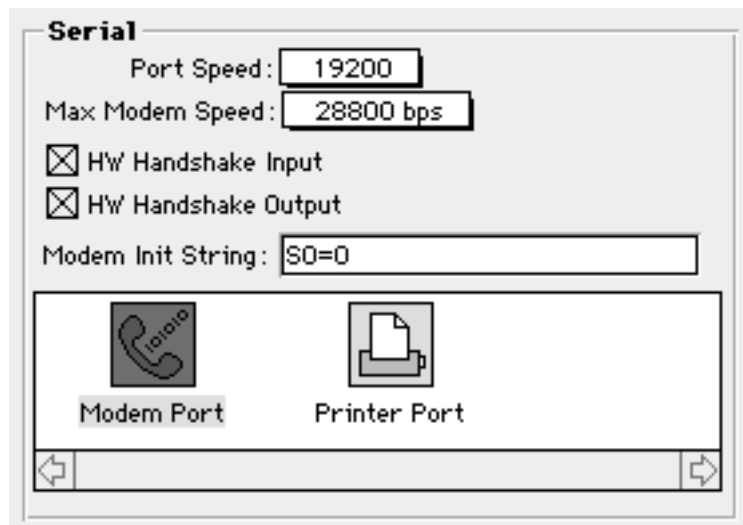 Serial
Port Speed: 19200
Max Modem Speed: 28800 bps
HW Handshake Input
HW Handshake Output
Modem Init String: S0=0
Modem Port Printer Port